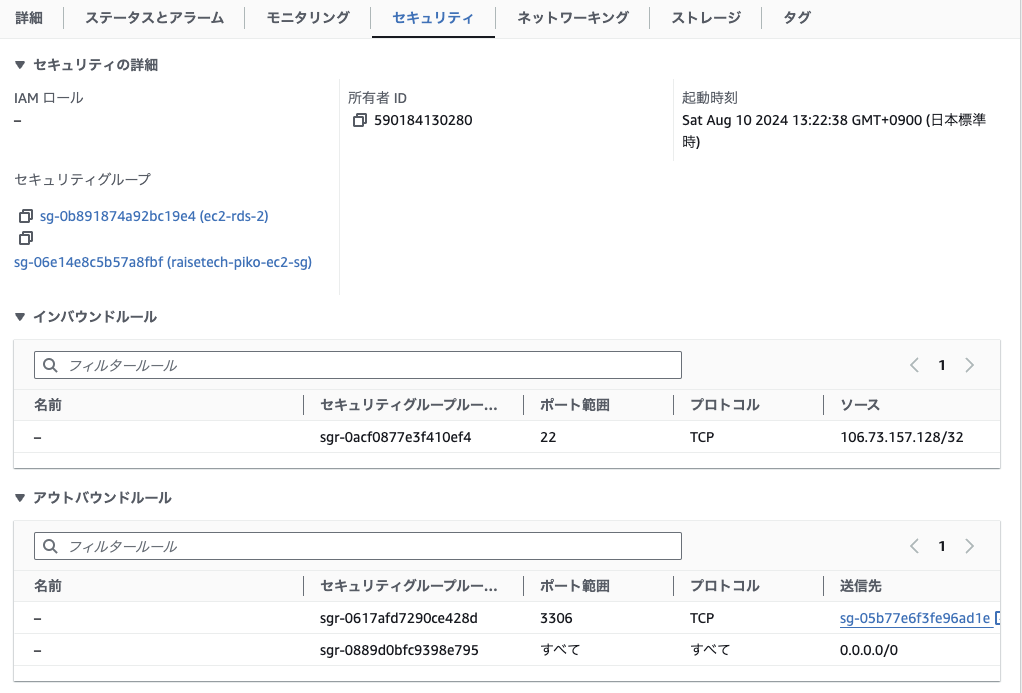 詳細 ステータスとアラーム モニタリング セキュリティ ネットワーキング ストレージ タグ
▼ セキュリティの詳細
IAM ロール
–
所有者 ID
590184130280
起動時刻
Sat Aug 10 2024 13:22:38 GMT+0900 (日本標準
時)
セキュリティグループ
sg-0b891874a92bc19e4 (ec2-rds-2)
sg-06e14e8c5b57a8fbf (raisetech-piko-ec2-sg)
▼ インバウンドルール
フィルタールール 1
名前 セキュリティグループルー... ポート範囲 プロトコル ソース
– sgr-0acf0877e3f410ef4 22 TCP 106.73.157.128/32
▼ アウトバウンドルール
フィルタールール 1
名前 セキュリティグループルー... ポート範囲 プロトコル 送信先
– sgr-0617afd7290ce428d 3306 TCP sg-05b77e6f3fe96ad1e
– sgr-0889d0bfc9398e795 すべて すべて 0.0.0.0/0